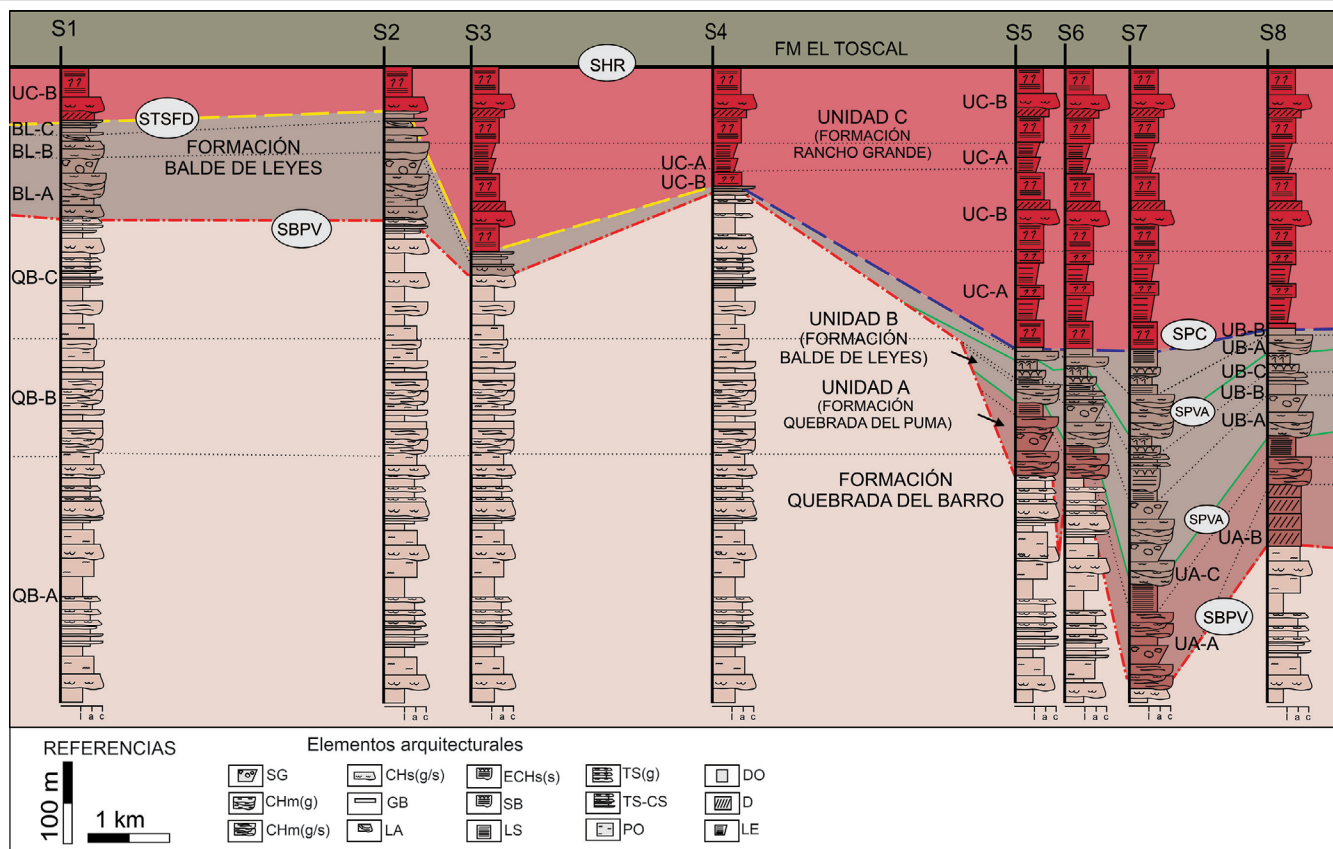 S1
S2
S3
S4
S5
S6
S7
S8
FM EL TOSCAL
SHR
UC-B
STSFD
BL-C
BL-B
BL-A
FORMACIÓN
BALDE DE LEYES
SBPV
QB-C
QB-B
QB-A
UNIDAD C
(FORMACIÓN
RANCHO GRANDE)
UC-A
UC-B
UC-B
UC-A
UC-B
UC-A
UNIDAD B
(FORMACIÓN
BALDE DE LEYES)
UNIDAD A
(FORMACIÓN
QUEBRADA DEL PUMA)
FORMACIÓN
QUEBRADA DEL BARRO
SPC
UB-B
UB-A
UB-C
UB-B
UB-A
SPVA
SPVA
UA-B
UA-C
SBPV
UA-A
l a c
l a c
l a c
l a c
l a c
l a c
l a c
l a c
REFERENCIAS
100 m
1 km
Elementos arquitecturales
SG
CHs(g/s)
ECHs(s)
TS(g)
DO
CHm(g)
GB
SB
TS-CS
D
CHm(g/s)
LA
LS
PO
LE